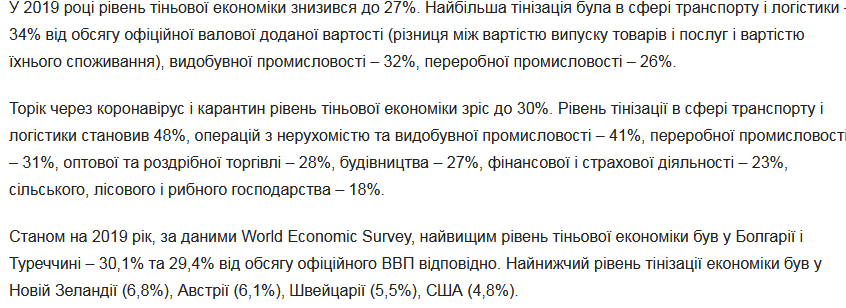 У 2019 році рівень тіньової економіки знизився до 27%. Найбільша тінізація була в сфері транспорту і логістики -
34% від обсягу офіційної валової доданої вартості (різниця між вартістю випуску товарів і послуг і вартістю
їхнього споживання), видобувної промисловості – 32%, переробної промисловості – 26%.
Торік через коронавірус і карантин рівень тіньової економіки зріс до 30%. Рівень тінізації в сфері транспорту і
логістики становив 48%, операцій з нерухомістю та видобувної промисловості – 41%, переробної промисловості
– 31%, оптової та роздрібної торгівлі – 28%, будівництва – 27%, фінансової і страхової діяльності – 23%,
сільського, лісового і рибного господарства – 18%.
Станом на 2019 рік, за даними World Economic Survey, найвищим рівень тіньової економіки був у Болгарії і
Туреччині – 30,1% та 29,4% від обсягу офіційного ВВП відповідно. Найнижчий рівень тінізації економіки був у
Новій Зеландії (6,8%), Австрії (6,1%), Швейцарії (5,5%), США (4,8%).